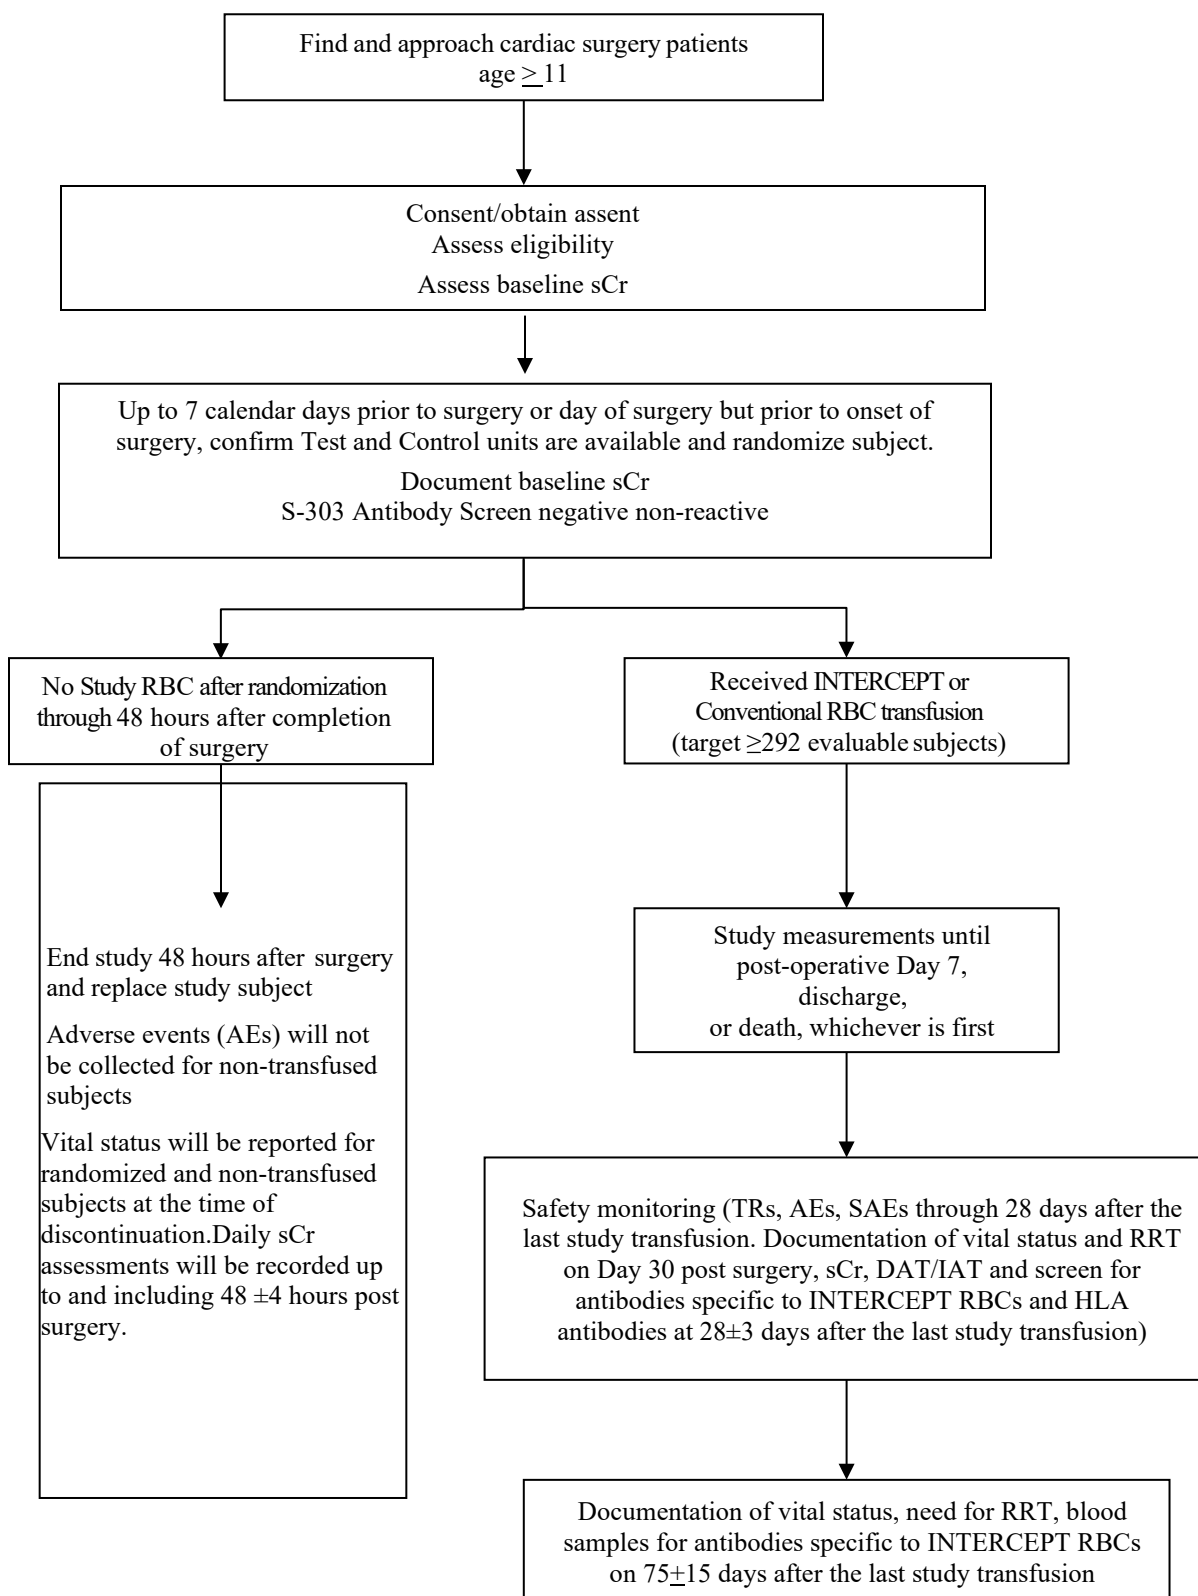 Find and approach cardiac surgery patients
age ≥ 11
Consent/obtain assent
Assess eligibility
Assess baseline sCr
Up to 7 calendar days prior to surgery or day of surgery but prior to onset of
surgery, confirm Test and Control units are available and randomize subject.
Document baseline sCr
S-303 Antibody Screen negative non-reactive
No Study RBC after randomization
through 48 hours after completion
of surgery
Received INTERCEPT or
Conventional RBC transfusion
(target ≥292 evaluable subjects)
End study 48 hours after surgery
and replace study subject
Adverse events (AEs) will not
be collected for non-transfused
subjects
Vital status will be reported for
randomized and non-transfused
subjects at the time of
discontinuation.Daily sCr
assessments will be recorded up
to and including 48 ±4 hours post
surgery.
Study measurements until
post-operative Day 7,
discharge,
or death, whichever is first
Safety monitoring (TRs, AEs, SAEs through 28 days after the
last study transfusion. Documentation of vital status and RRT
on Day 30 post surgery, sCr, DAT/IAT and screen for
antibodies specific to INTERCEPT RBCs and HLA
antibodies at 28±3 days after the last study transfusion)
Documentation of vital status, need for RRT, blood
samples for antibodies specific to INTERCEPT RBCs
on 75±15 days after the last study transfusion